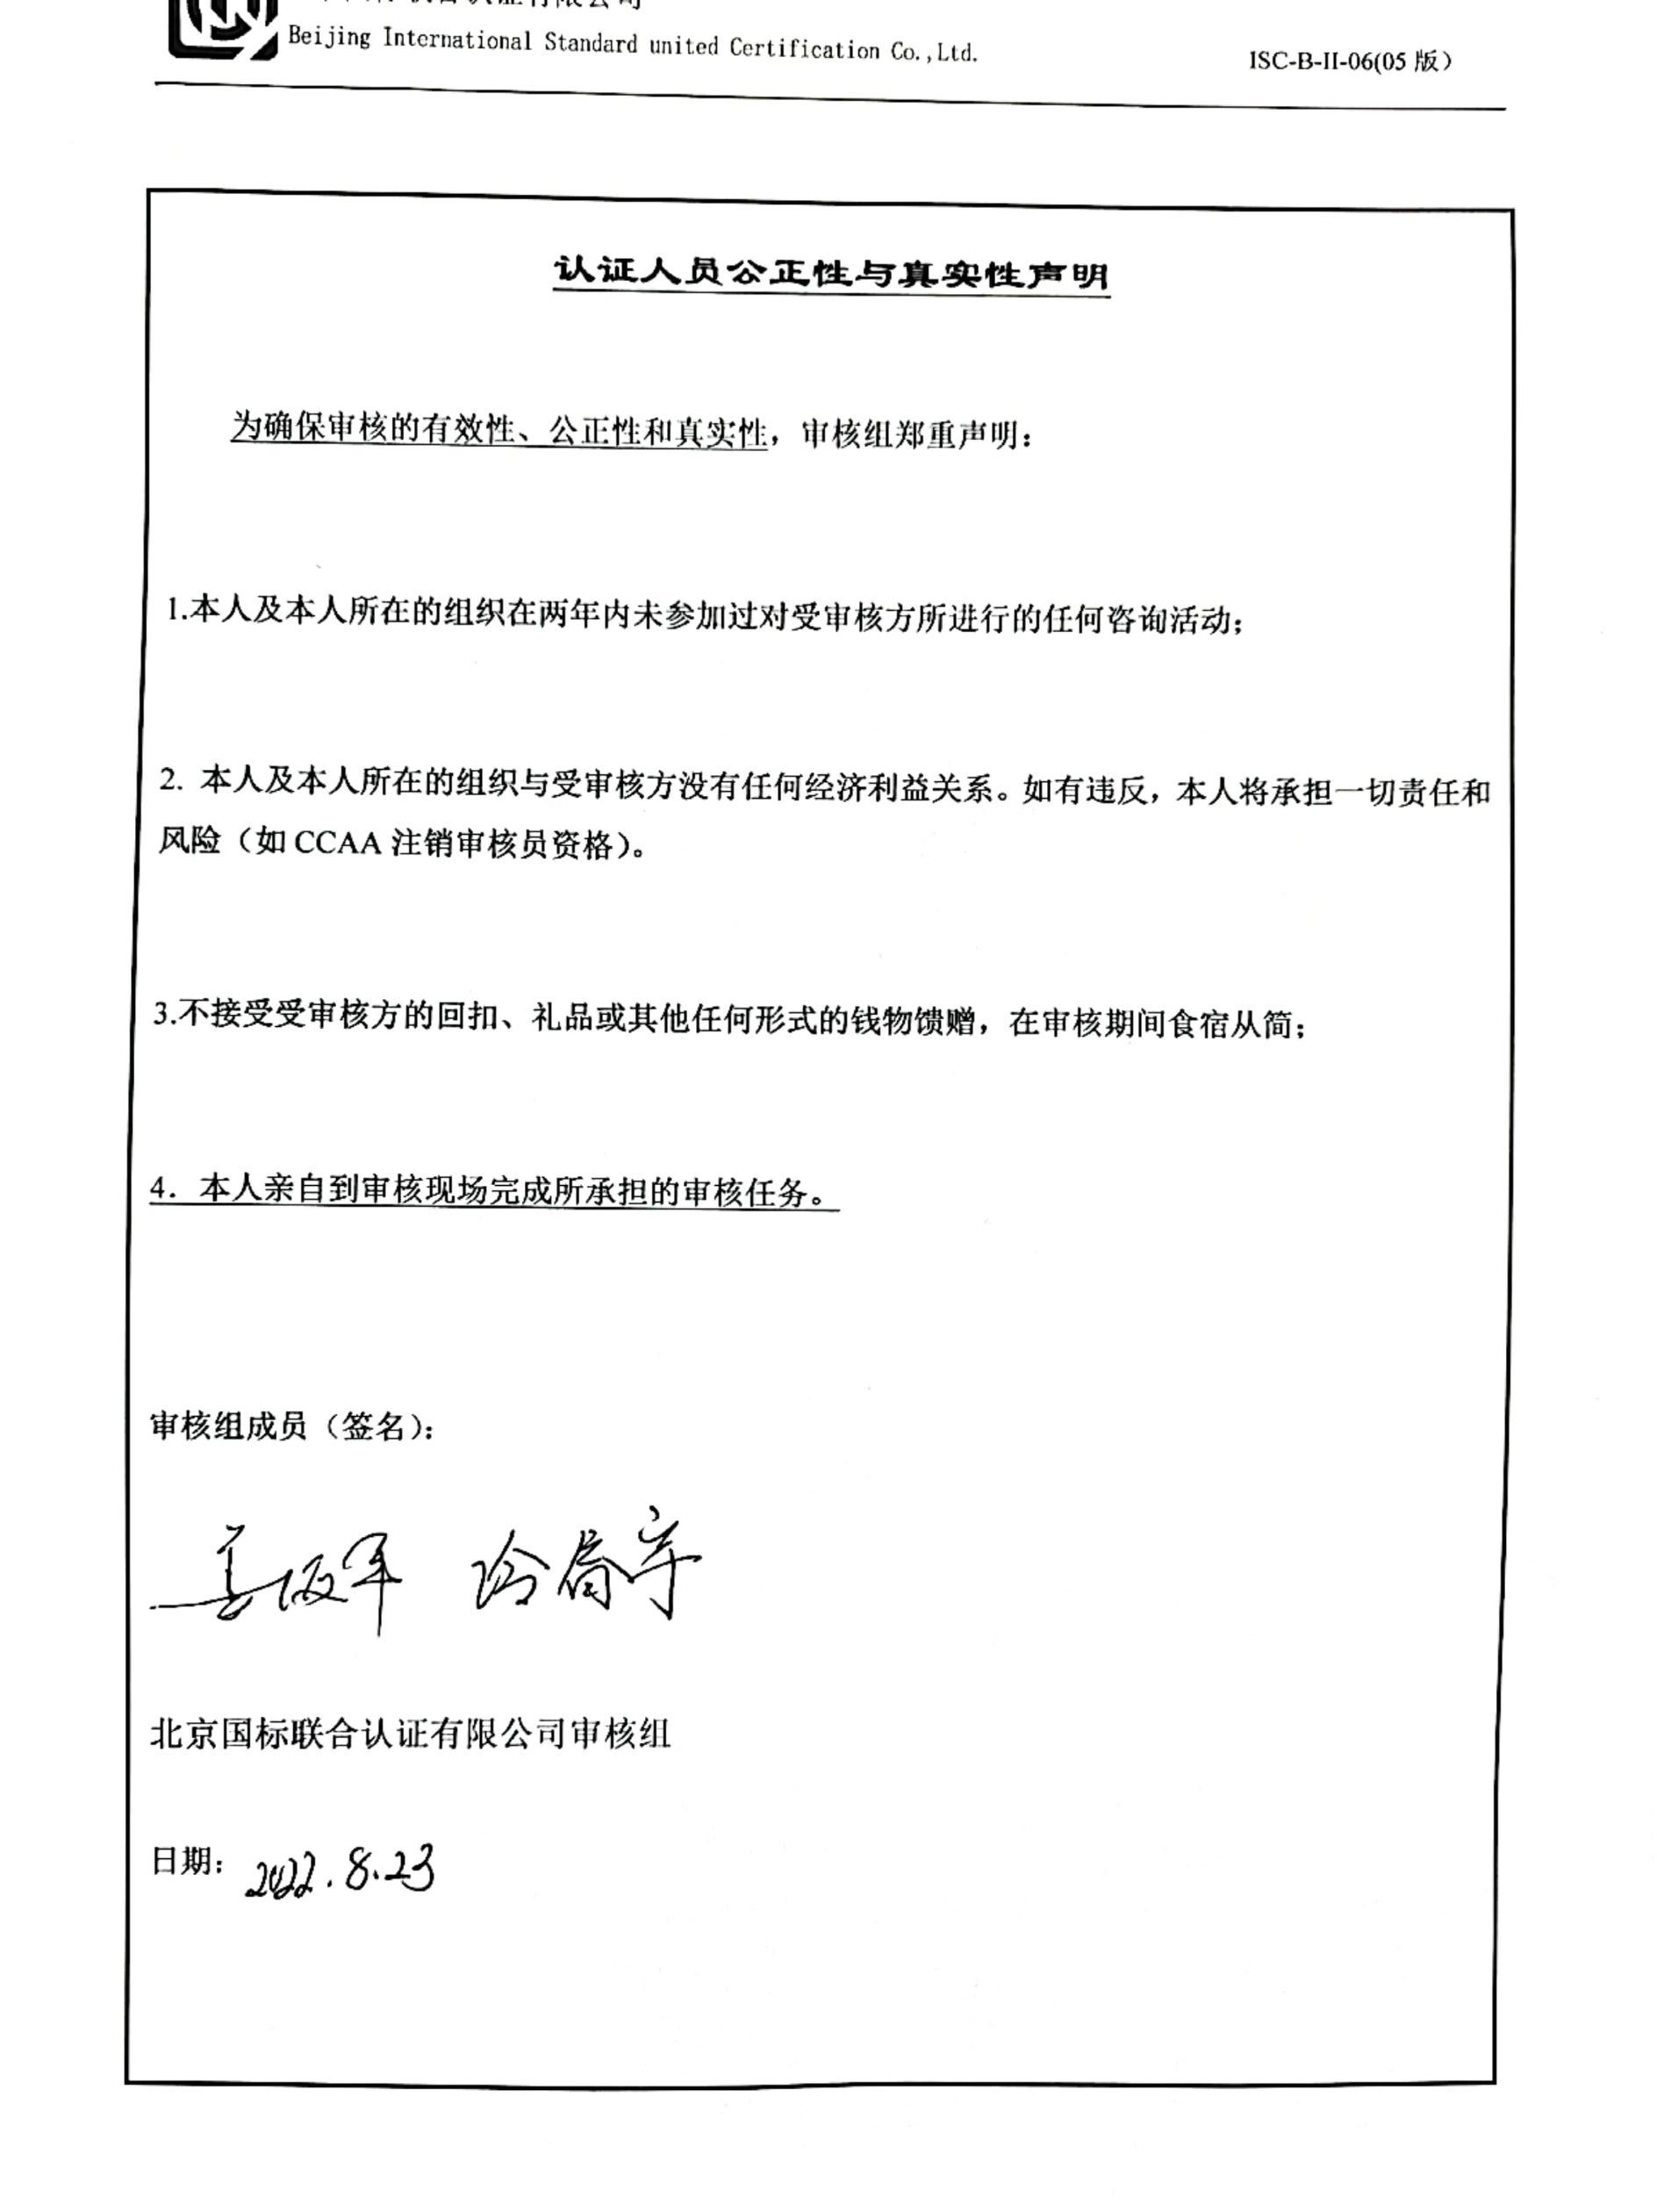 联合认证有限公司
Beijing International Standard united Certification Co.,Ltd.
ISC-B-II-06(05 版)
认证人员公正性与真实性声明
为确保审核的有效性、公正性和真实性，审核组郑重声明：
1.本人及本人所在的组织在两年内未参加过对受审核方所进行的任何咨询活动；
2. 本人及本人所在的组织与受审核方没有任何经济利益关系。如有违反，本人将承担一切责任和
风险（如 CCAA 注销审核员资格）。
3.不接受受审核方的回扣、礼品或其他任何形式的钱物馈赠，在审核期间食宿从简；
4. 本人亲自到审核现场完成所承担的审核任务。
审核组成员（签名）：
北京国标联合认证有限公司审核组
日期：2022.8.23